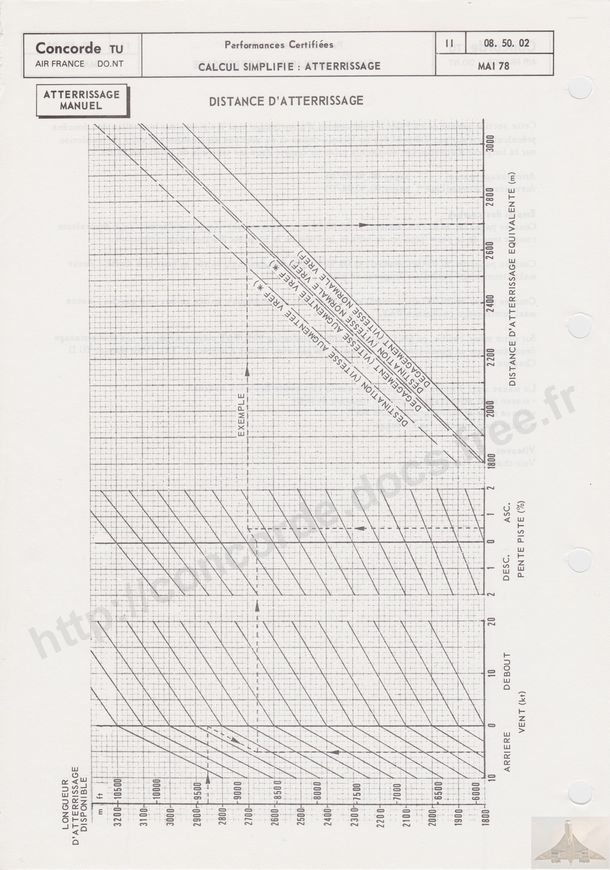 Concorde TU
AIR FRANCE DO.NT
Performances Certifiées
CALCUL SIMPLIFIE : ATTERRISSAGE
11
08. 50. 02
MAI 78
ATTERRISSAGE
MANUEL
DISTANCE D'ATTERRISSAGE
3000
2800
2600
2400
2200
2000
1800
DISTANCE D'ATTERRISSAGE EQUIVALENTE (m)
DEGAGEMENT (VITESSE NORMALE VREF)
DESTINATION (VITESSE NORMALE VREF)
DEGAGEMENT (VITESSE AUGMENTEE VREF *)
DESTINATION (VITESSE AUGMENTEE VREF *)
EXEMPLE
2 1 0 1 2
DESC. ASC.
PENTE PISTE (%)
20
10
0
10
ARRIERE DEBOUT
VENT (kt)
LONGUEUR
D'ATTERRISSAGE
DISPONIBLE
m ft
3200 10500
3100
3000 10000
2900 9500
2800 9000
2700
2600 8500
2500
2400 8000
2300 7500
2200
2100 7000
2000 6500
1900
1800 6000
http://concorde.docs.free.fr